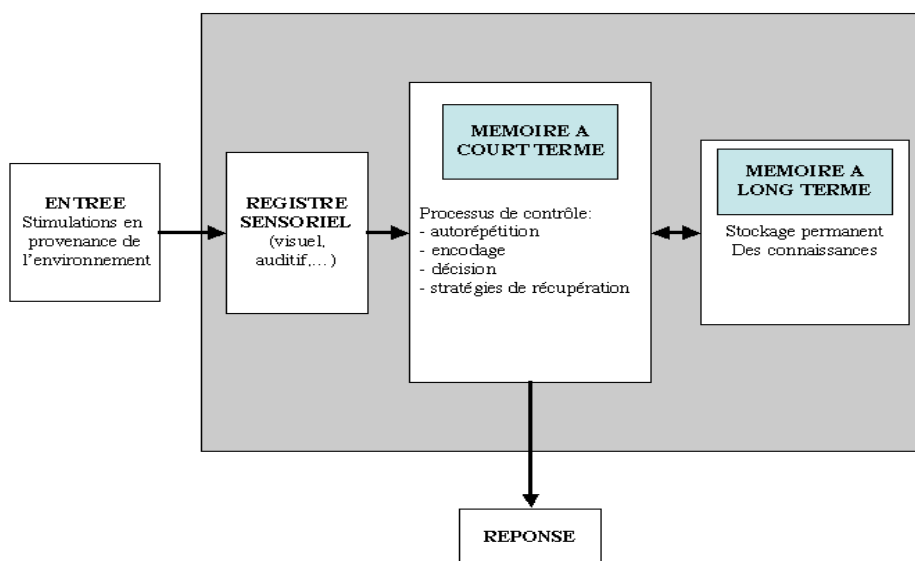 ENTREE
Stimulations en
provenance de
l'environnement
REGISTRE
SENSORIEL
(visuel,
auditif,...)
MEMOIRE A
COURT TERME
Processus de contrôle:
- autorépétition
- encodage
- décision
- stratégies de récupération
MEMOIRE A
LONG TERME
Stockage permanent
Des connaissances
REPONSE